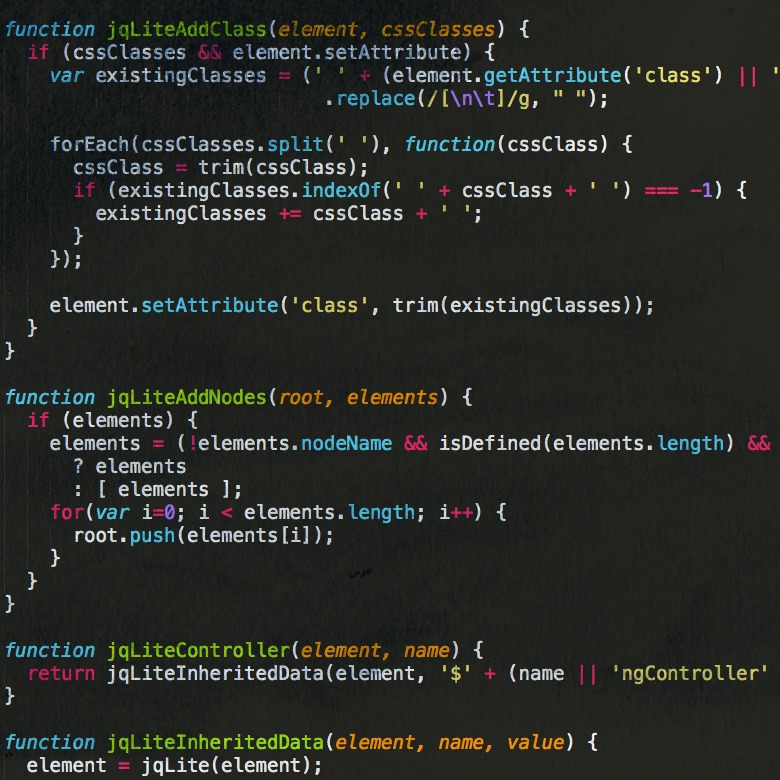 function jqLiteAddClass(element, cssClasses) {
  if (cssClasses && element.setAttribute) {
    var existingClasses = (' ' + (element.getAttribute('class') || '
                            .replace(/[\n\t]/g, " ");

    forEach(cssClasses.split(' '), function(cssClass) {
      cssClass = trim(cssClass);
      if (existingClasses.indexOf(' ' + cssClass + ' ') === -1) {
        existingClasses += cssClass + ' ';
      }
    });

    element.setAttribute('class', trim(existingClasses));
  }
}

function jqLiteAddNodes(root, elements) {
  if (elements) {
    elements = (!elements.nodeName && isDefined(elements.length) &&
      ? elements
      : [ elements ];
    for(var i=0; i < elements.length; i++) {
      root.push(elements[i]);
    }
  }
}

function jqLiteController(element, name) {
  return jqLiteInheritedData(element, '$' + (name || 'ngController'
}

function jqLiteInheritedData(element, name, value) {
  element = jqLite(element);